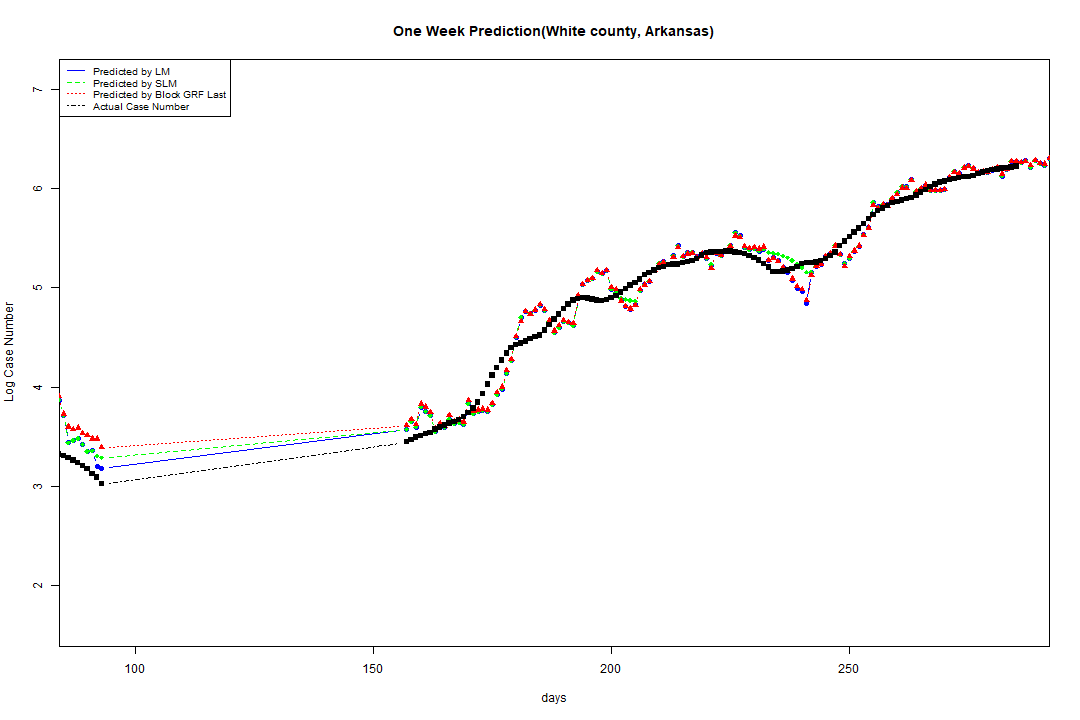 One Week Prediction(White county, Arkansas)
Predicted by LM
Predicted by SLM
Predicted by Block GRF Last
Actual Case Number
7
6
5
4
3
2
Log Case Number
100 150 200 250
days